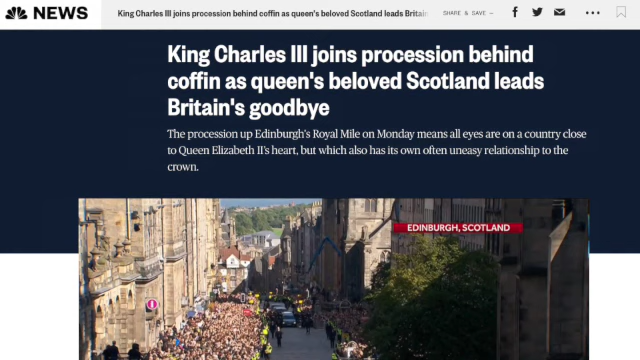 NEWS
King Charles III joins procession behind coffin as queen's beloved Scotland leads Britain
SHARE & SAVE —
King Charles III joins procession behind
coffin as queen's beloved Scotland leads
Britain's goodbye
The procession up Edinburgh's Royal Mile on Monday means all eyes are on a country close
to Queen Elizabeth II's heart, but which also has its own often uneasy relationship to the
crown.
EDINBURGH, SCOTLAND